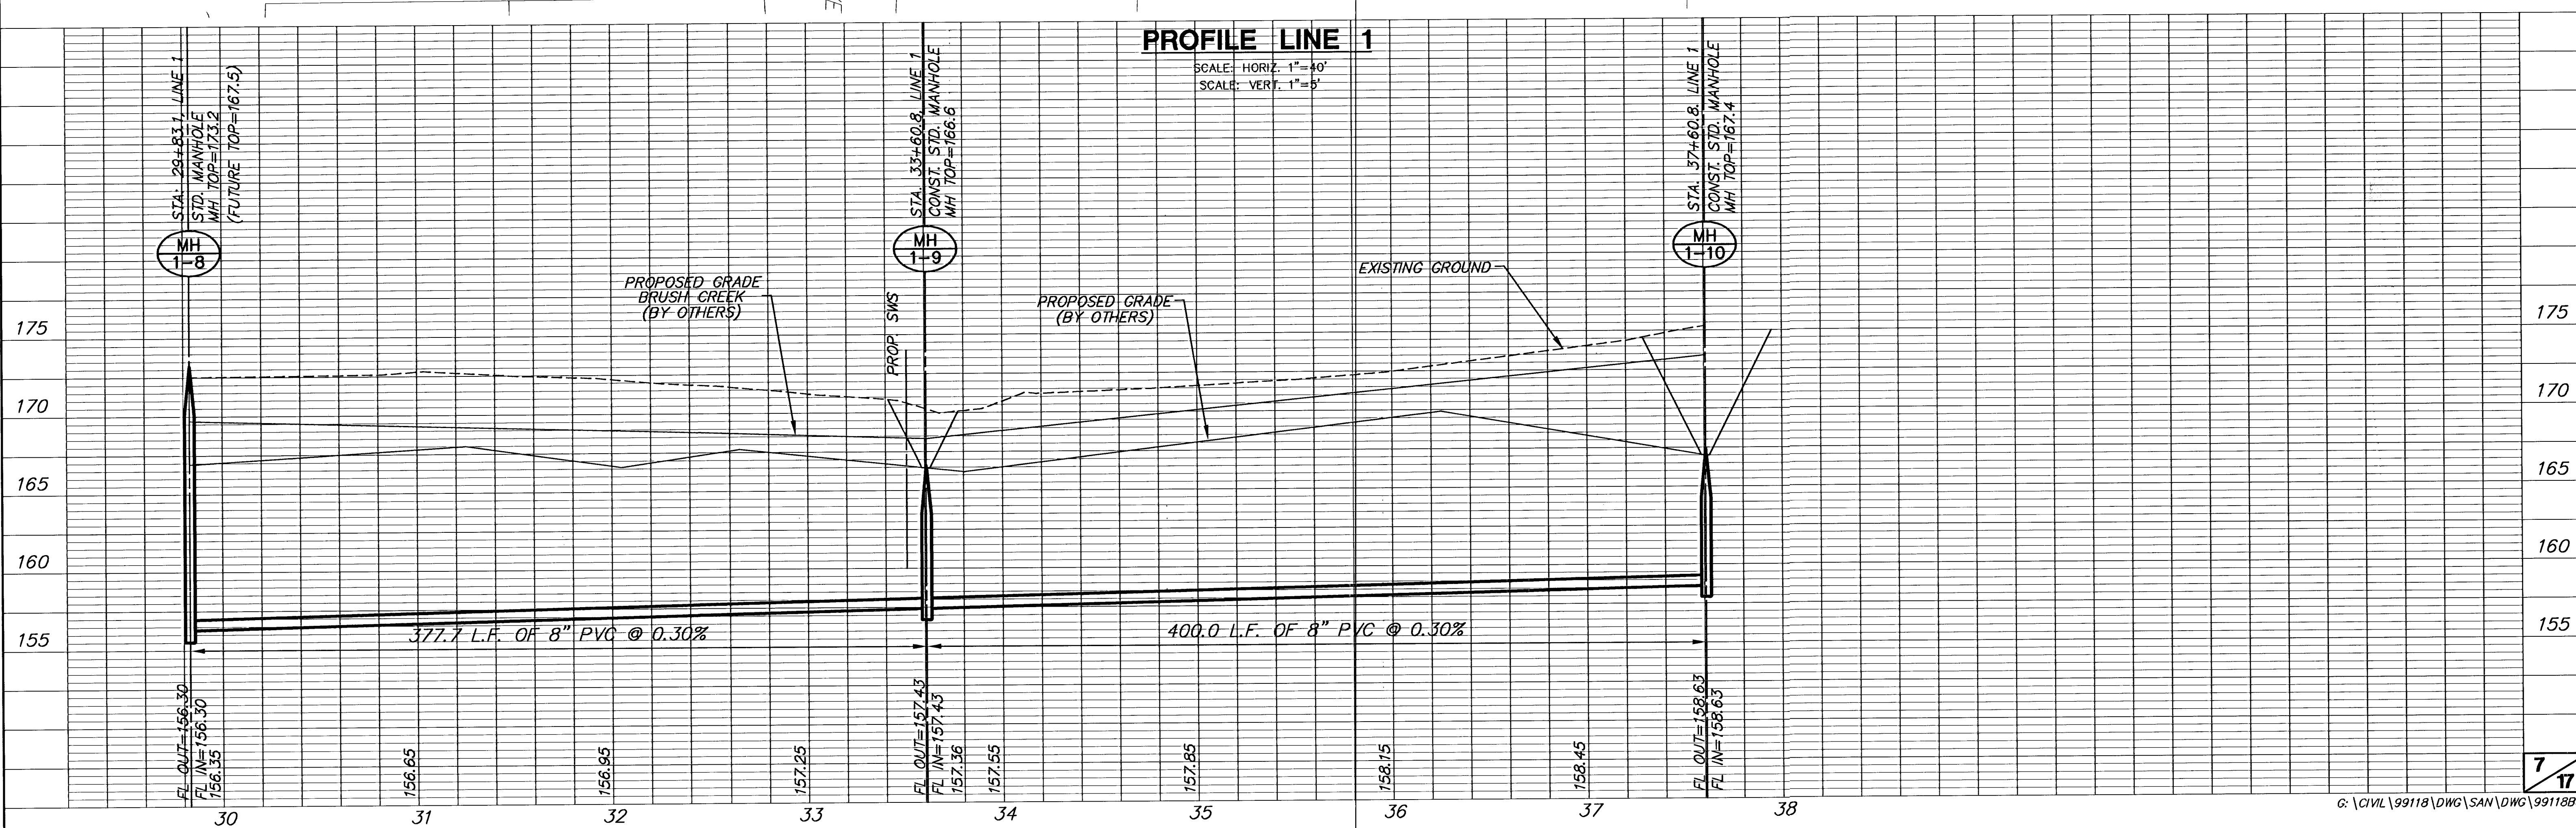 PROFILE LINE 1
SCALE: HORIZ. 1"=40'
SCALE: VERT. 1"=5'
STA. 29+83.1, LINE 1
STD. MANHOLE
MH TOP=173.2
(FUTURE TOP=167.5)
MH
1-8
STA. 33+60.8, LINE 1
CONST. STD. MANHOLE
MH TOP=166.6
MH
1-9
STA. 37+60.8, LINE 1
CONST. STD. MANHOLE
MH TOP=167.4
MH
1-10
PROPOSED GRADE
BRUSH CREEK
(BY OTHERS)
PROP. SWS
PROPOSED GRADE
(BY OTHERS)
EXISTING GROUND
175
170
165
160
155
175
170
165
160
155
377.7 L.F. OF 8" PVC @ 0.30%
400.0 L.F. OF 8" PVC @ 0.30%
FL OUT=156.30
FL IN=156.30
156.35
156.65
156.95
157.25
FL OUT=157.43
FL IN=157.43
157.36
157.55
157.85
158.15
158.45
FL OUT=158.63
FL IN=158.63
30
31
32
33
34
35
36
37
38
7
17
G:\CIVIL\99118\DWG\SAN\DWG\99118B